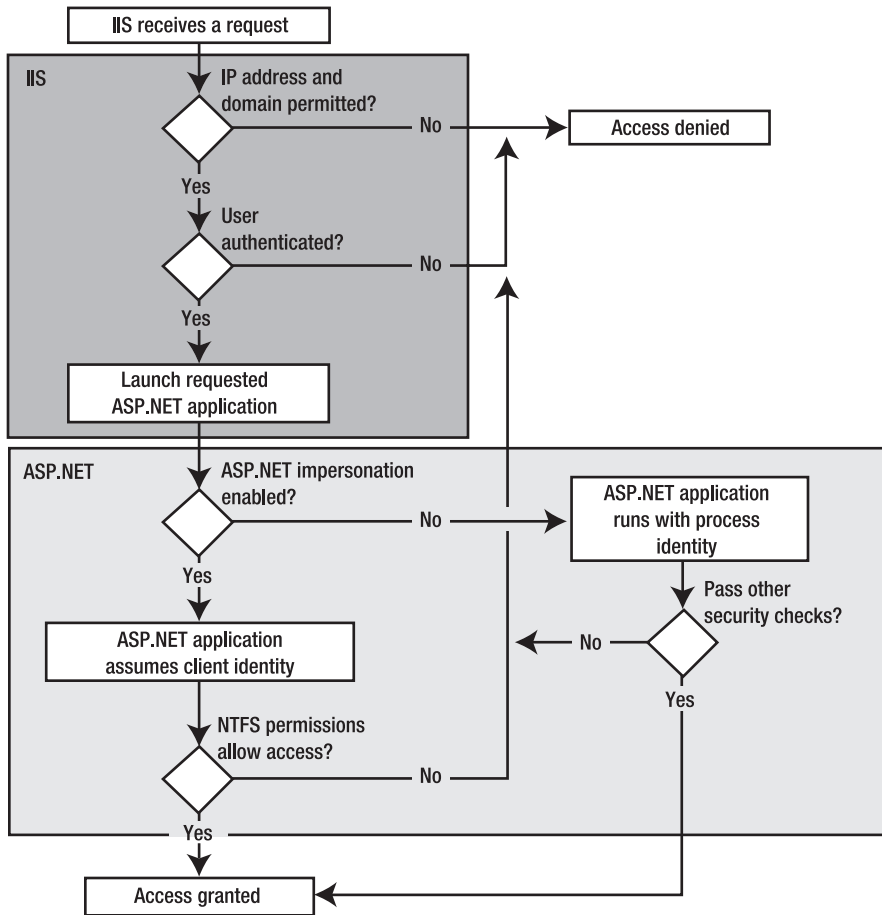 IIS receives a request
IIS
IP address and
domain permitted?
No
Access denied
Yes
User
authenticated?
No
Yes
Launch requested
ASP.NET application
ASP.NET
ASP.NET impersonation
enabled?
No
ASP.NET application
runs with process
identity
Yes
Pass other
security checks?
No
Yes
ASP.NET application
assumes client identity
NTFS permissions
allow access?
No
Yes
Access granted